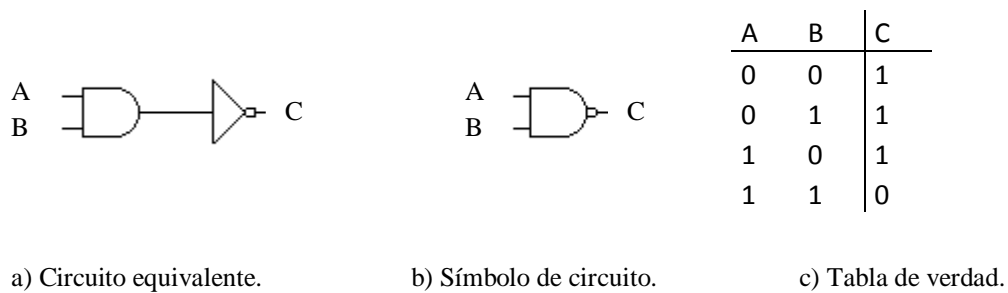 A B C
0 0 1
0 1 1
1 0 1
1 1 0
A
B
C
A
B
C
a) Circuito equivalente. b) Símbolo de circuito. c) Tabla de verdad.